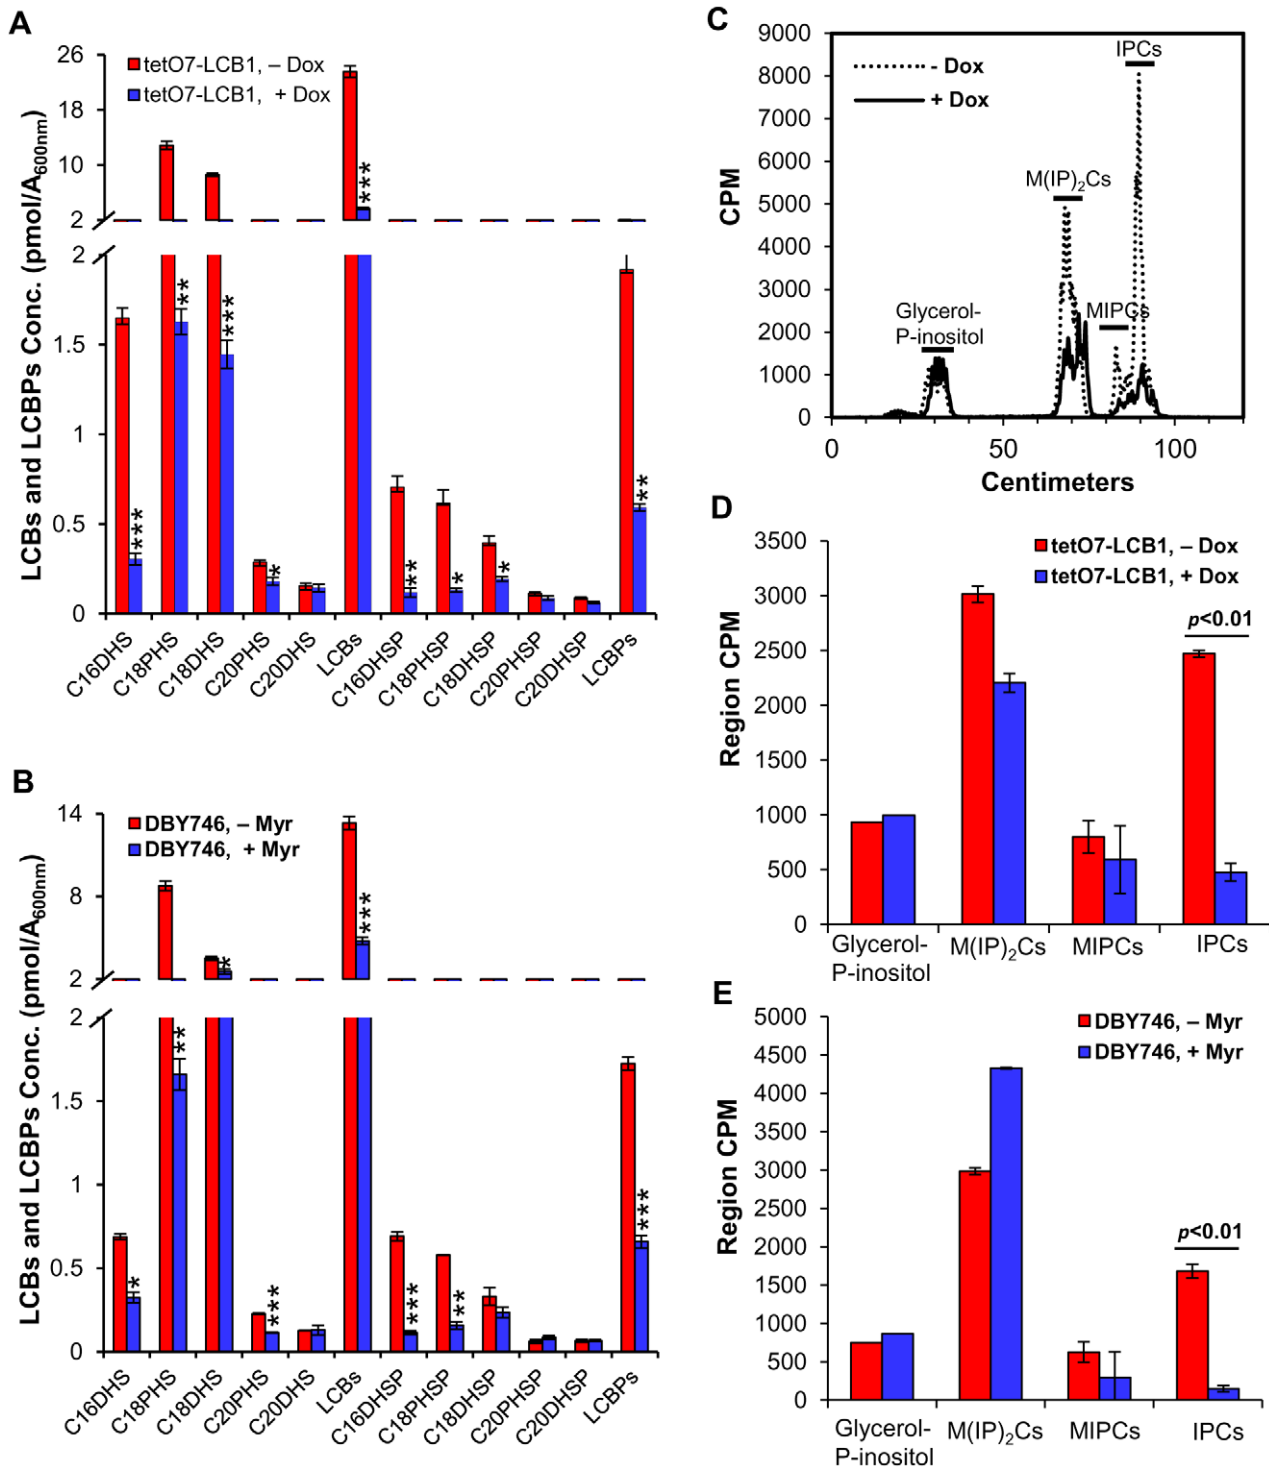 A
LCBs and LCBPs Conc. (pmol/A600nm)
26
18
10
2
2
1.5
1
0.5
0
tetO7-LCB1, – Dox
tetO7-LCB1, + Dox
***
***
**
***
*
***
*
*
**
C16DHS
C18PHS
C18DHS
C20PHS
C20DHS
LCBs
C16DHSP
C18PHSP
C18DHSP
C20PHSP
C20DHSP
LCBPs
B
LCBs and LCBPs Conc. (pmol/A600nm)
14
8
2
2
1.5
1
0.5
0
DBY746, – Myr
DBY746, + Myr
*
**
*
***
***
***
**
***
C16DHS
C18PHS
C18DHS
C20PHS
C20DHS
LCBs
C16DHSP
C18PHSP
C18DHSP
C20PHSP
C20DHSP
LCBPs
C
CPM
9000
8000
7000
6000
5000
4000
3000
2000
1000
0
- Dox
+ Dox
IPCs
M(IP)2Cs
MIPCs
Glycerol-
P-inositol
0
50
100
Centimeters
D
Region CPM
3500
3000
2500
2000
1500
1000
500
0
tetO7-LCB1, – Dox
tetO7-LCB1, + Dox
p<0.01
Glycerol-
P-inositol
M(IP)2Cs
MIPCs
IPCs
E
Region CPM
5000
4500
4000
3500
3000
2500
2000
1500
1000
500
0
DBY746, – Myr
DBY746, + Myr
p<0.01
Glycerol-
P-inositol
M(IP)2Cs
MIPCs
IPCs